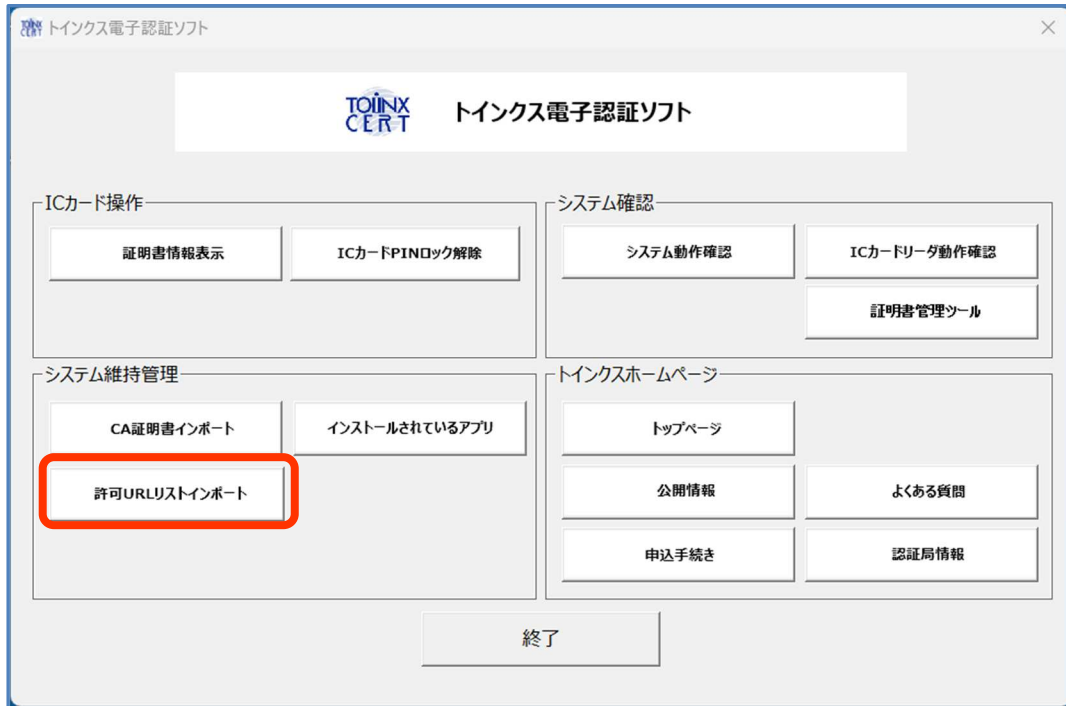 トインクス電子認証ソフト
TOINX
CERT
トインクス電子認証ソフト
ICカード操作
証明書情報表示
ICカードPINロック解除
システム確認
システム動作確認
ICカードリーダ動作確認
証明書管理ツール
システム維持管理
CA証明書インポート
インストールされているアプリ
許可URLリストインポート
トインクスホームページ
トップページ
公開情報
よくある質問
申込手続き
認証局情報
終了